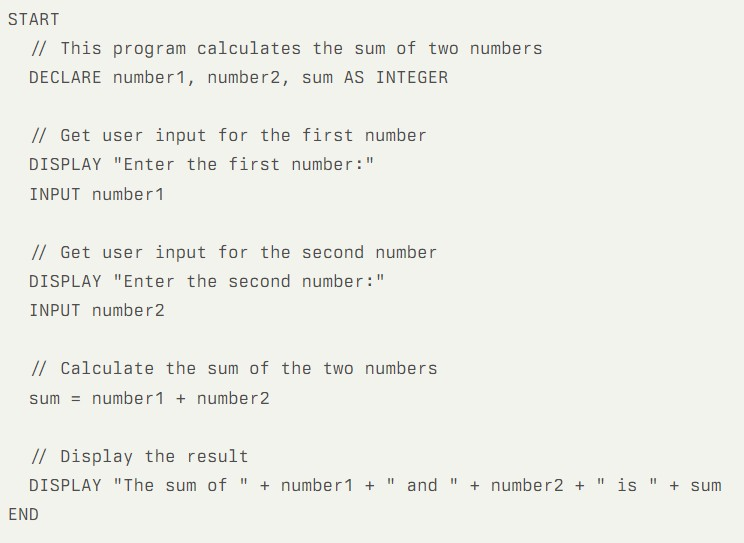 START
// This program calculates the sum of two numbers
DECLARE number1, number2, sum AS INTEGER
// Get user input for the first number
DISPLAY "Enter the first number:"
INPUT number1
// Get user input for the second number
DISPLAY "Enter the second number:"
INPUT number2
// Calculate the sum of the two numbers
sum = number1 + number2
// Display the result
DISPLAY "The sum of " + number1 + " and " + number2 + " is " + sum
END